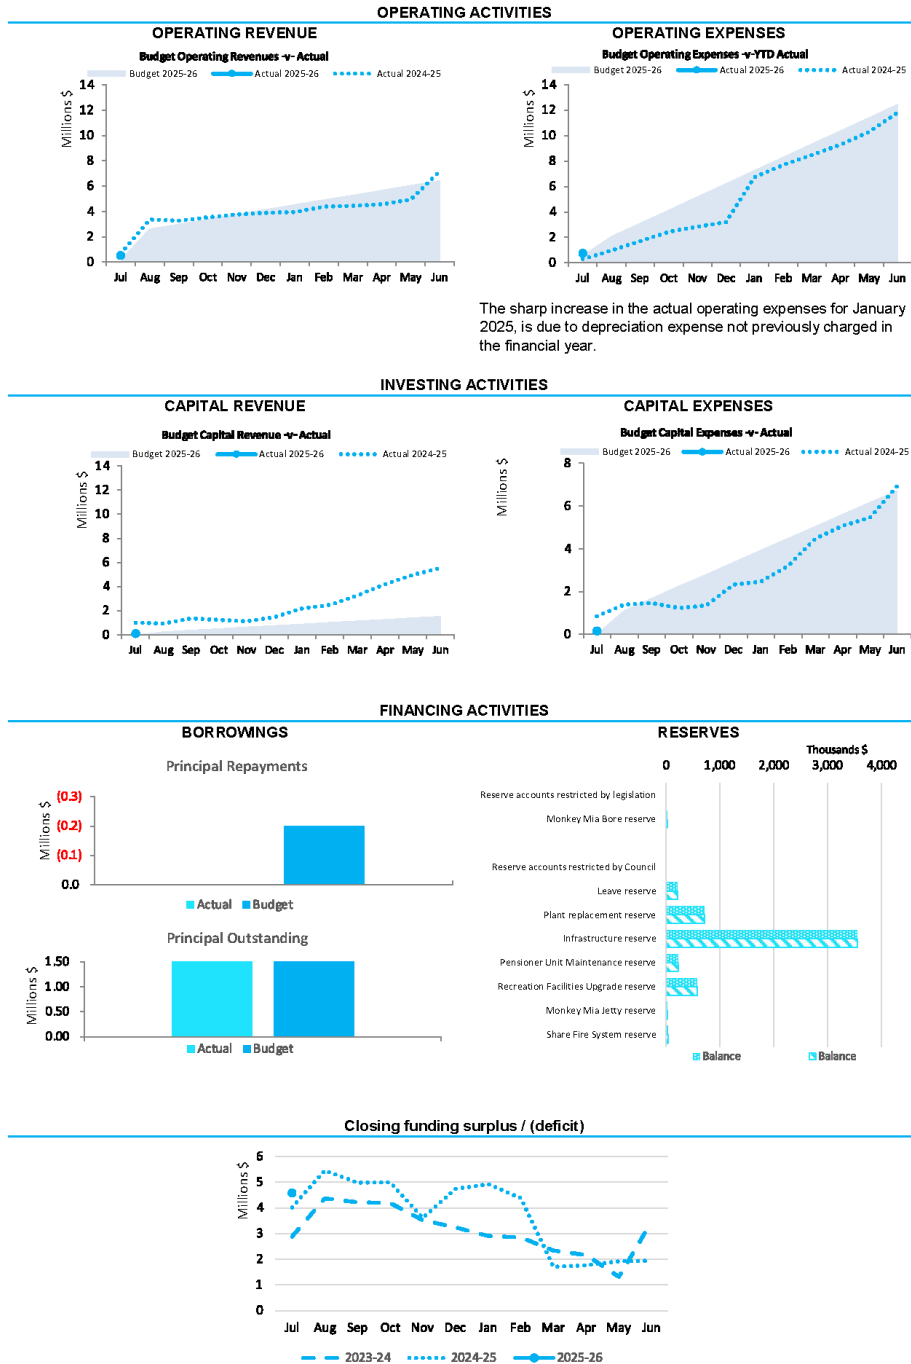 OPERATING ACTIVITIES
OPERATING REVENUE
Budget Operating Revenues -v- Actual
Budget 2025-26 Actual 2025-26 Actual 2024-25
Millions $
14
12
10
8
6
4
2
0
Jul Aug Sep Oct Nov Dec Jan Feb Mar Apr May Jun
OPERATING EXPENSES
Budget Operating Expenses -v-YTD Actual
Budget 2025-26 Actual 2025-26 Actual 2024-25
Millions $
14
12
10
8
6
4
2
0
Jul Aug Sep Oct Nov Dec Jan Feb Mar Apr May Jun
The sharp increase in the actual operating expenses for January
2025, is due to depreciation expense not previously charged in
the financial year.
INVESTING ACTIVITIES
CAPITAL REVENUE
Budget Capital Revenue -v- Actual
Budget 2025-26 Actual 2025-26 Actual 2024-25
Millions $
14
12
10
8
6
4
2
0
Jul Aug Sep Oct Nov Dec Jan Feb Mar Apr May Jun
CAPITAL EXPENSES
Budget Capital Expenses -v- Actual
Budget 2025-26 Actual 2025-26 Actual 2024-25
Millions $
8
6
4
2
0
Jul Aug Sep Oct Nov Dec Jan Feb Mar Apr May Jun
FINANCING ACTIVITIES
BORROWINGS
Principal Repayments
Millions $
(0.3)
(0.2)
(0.1)
0.0
Actual Budget
Principal Outstanding
Millions $
1.50
1.00
0.50
0.00
Actual Budget
RESERVES
Thousands $
0 1,000 2,000 3,000 4,000
Reserve accounts restricted by legislation
Monkey Mia Bore reserve
Reserve accounts restricted by Council
Leave reserve
Plant replacement reserve
Infrastructure reserve
Pensioner Unit Maintenance reserve
Recreation Facilities Upgrade reserve
Monkey Mia Jetty reserve
Share Fire System reserve
Balance Balance
Closing funding surplus / (deficit)
Millions $
6
5
4
3
2
1
0
Jul Aug Sep Oct Nov Dec Jan Feb Mar Apr May Jun
2023-24 2024-25 2025-26